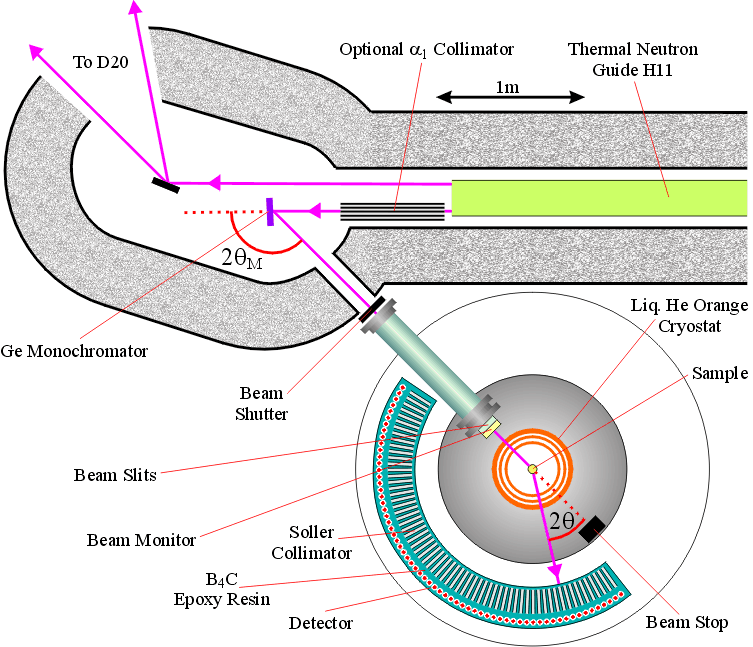 Optional α₁ Collimator
Thermal Neutron
Guide H11
To D20
1m
2θM
Liq. He Orange
Cryostat
Ge Monochromator
Sample
Beam
Shutter
Beam Slits
2θ
Beam Monitor
Soller
Collimator
B₄C
Epoxy Resin
Detector
Beam Stop